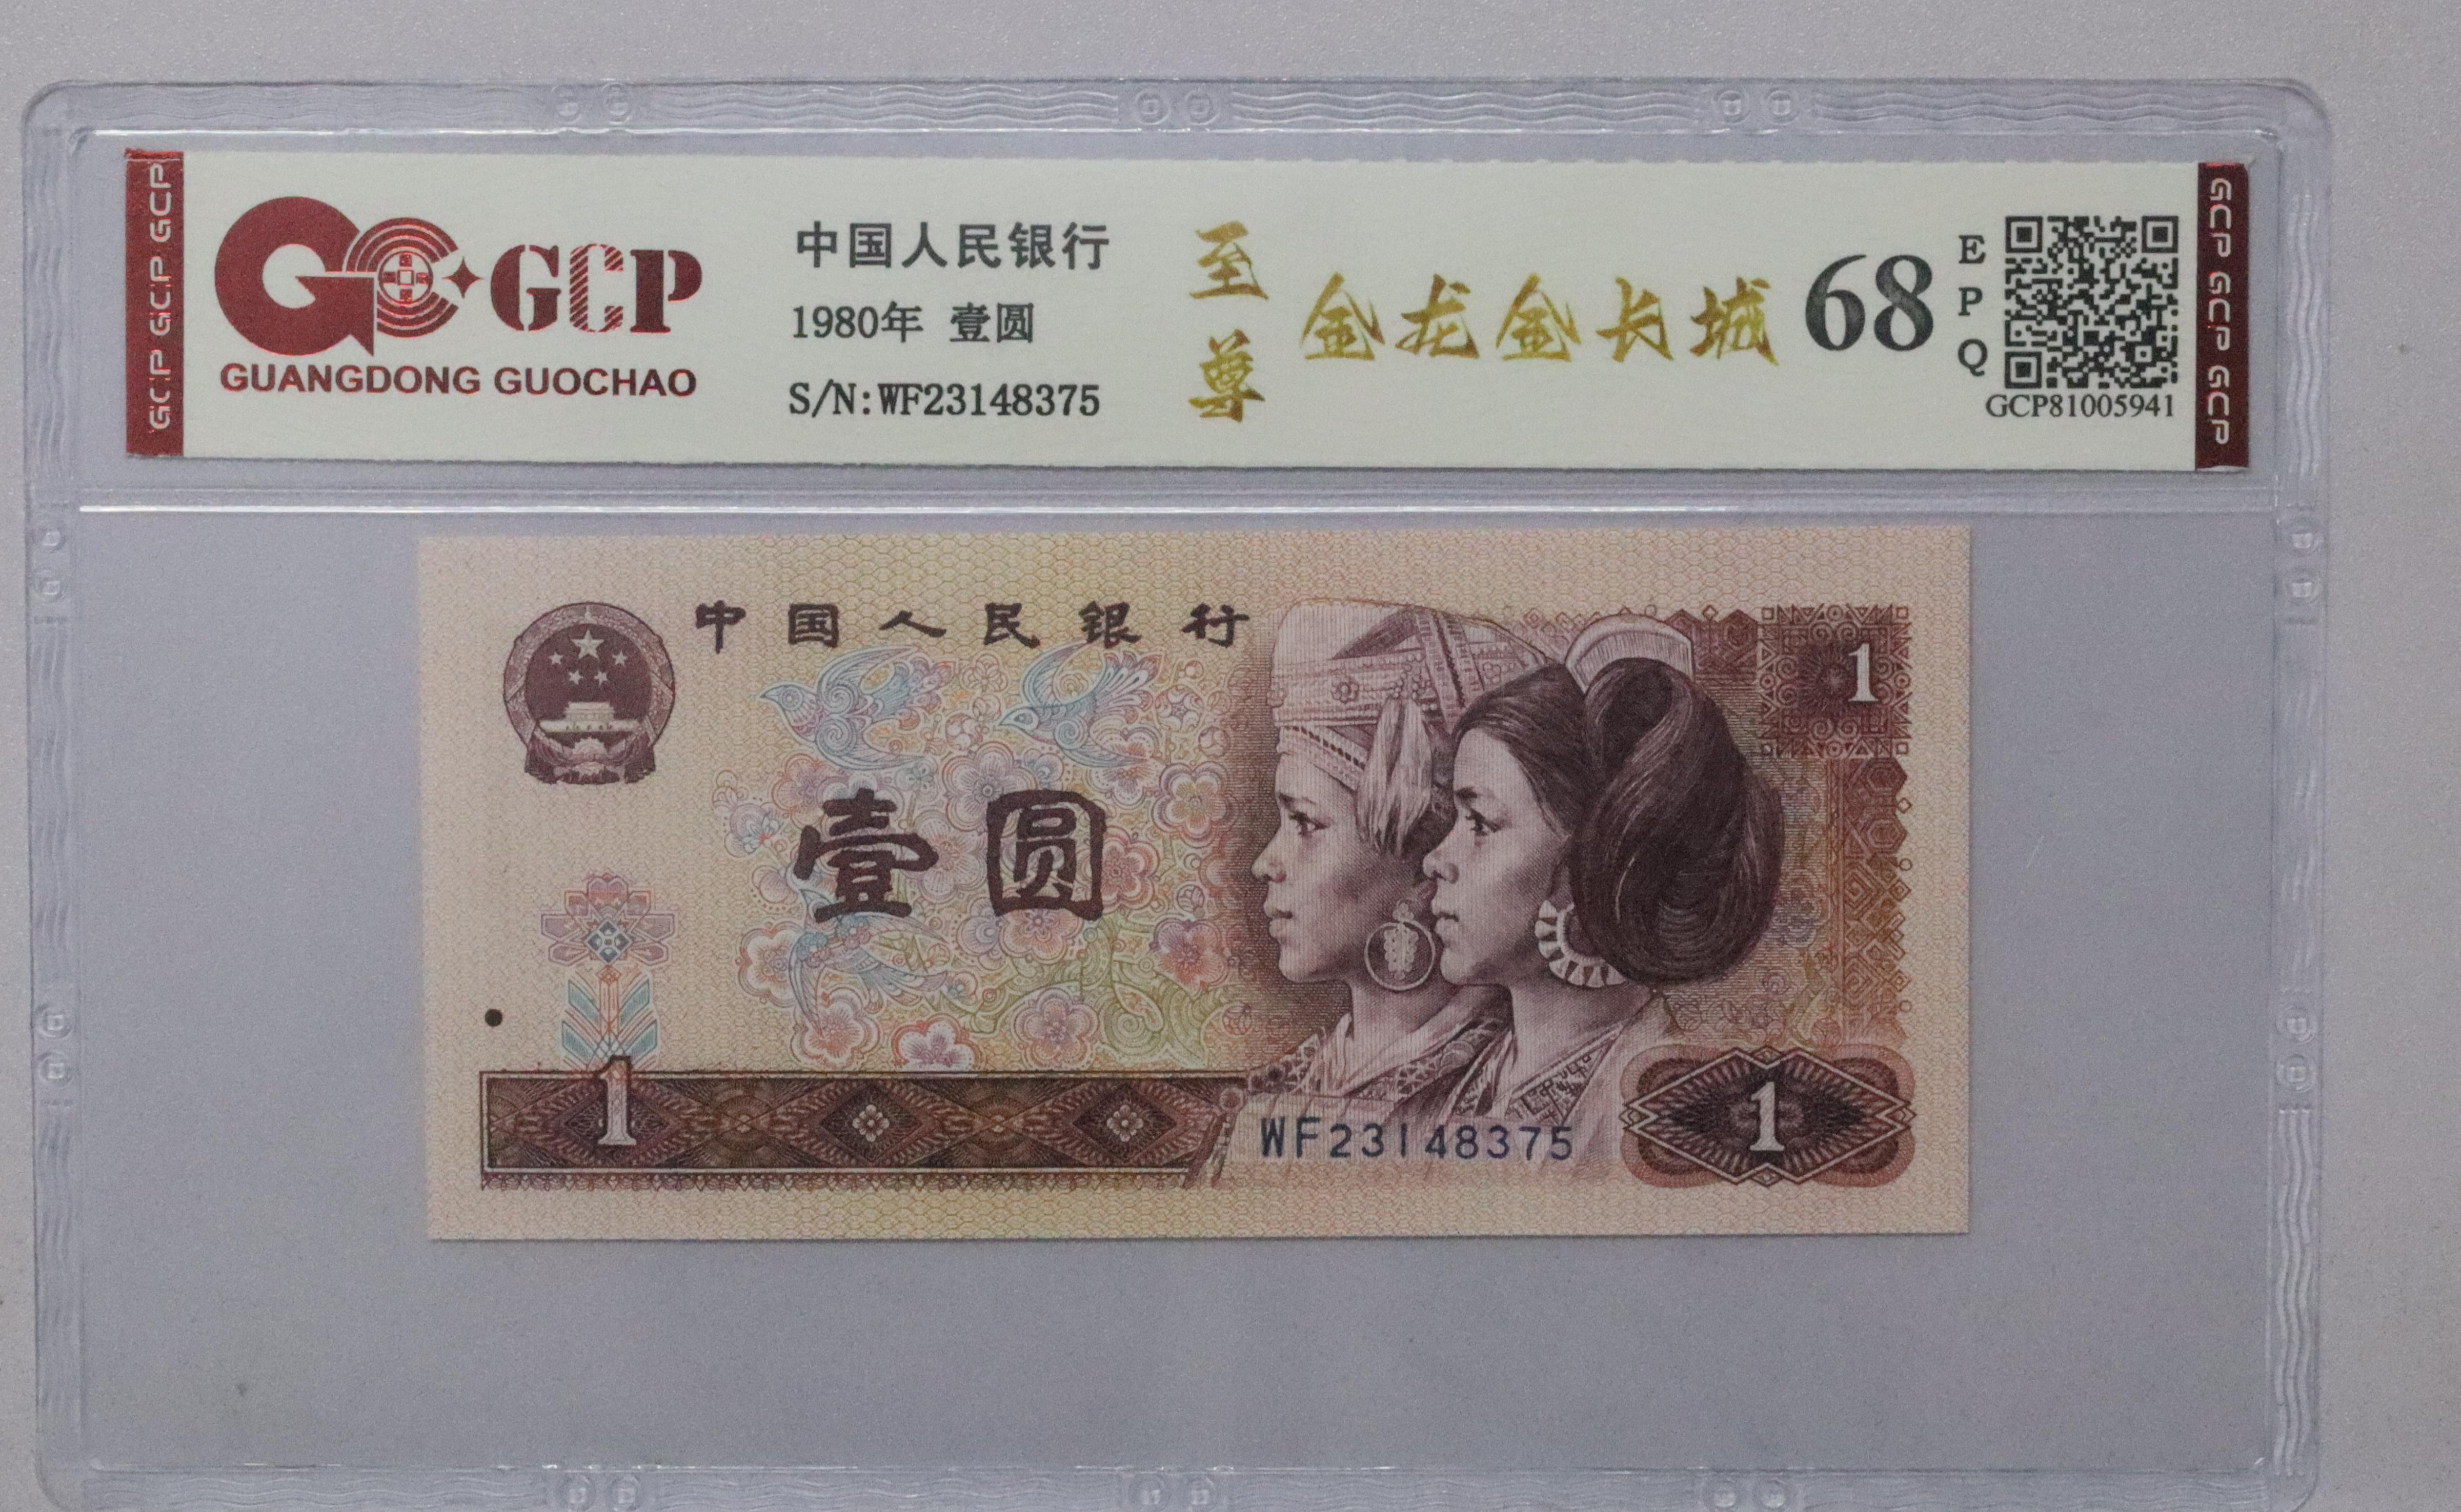 GCP GCP GCP
GCP
GUANGDONG GUOCHAO
中国人民银行
1980年 壹圆
S/N:WF23148375
至尊
金龙金长城
68
EPQ
GCP81005941
GCP GCP GCP
中国人民银行
1
壹圆
1
WF23148375
1